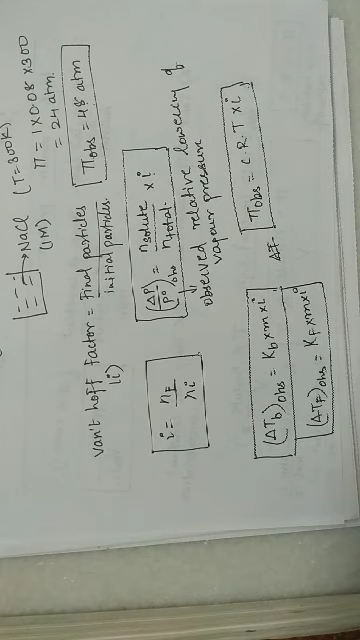 NaCl (T=300K)
(1M) π = 1×0.08×300
= 24 atm.
πobs = 48 atm
van't hoff factor = Final particles / initial particles.
(i)
i = nF / ni
(ΔP/P°)obs = nsolute / ntotal × i
observed relative lowering of
vapour pressure
(ΔTb)obs = Kb×m×i
ΔT
πobs = C.R.T×i
(ΔTF)obs = KF×m×i